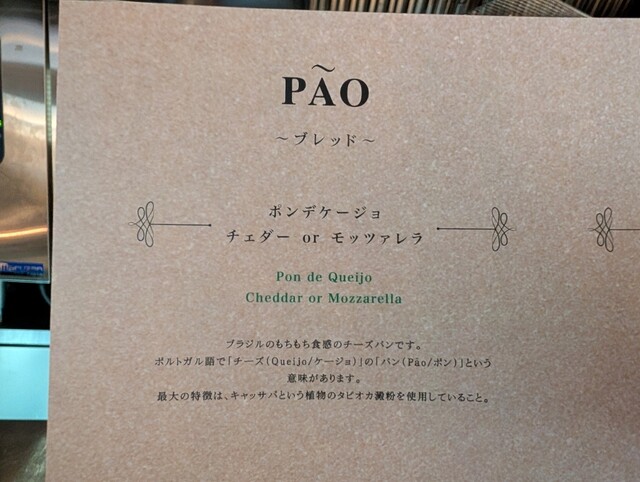 PÃO
～ブレッド～
ポンデケージョ
チェダー or モッツァレラ
Pon de Queijo
Cheddar or Mozzarella
ブラジルのもちもち食感のチーズパンです。
ポルトガル語で「チーズ(Queijo/ケージョ)」の「パン(Pão/ポン)」という
意味があります。
最大の特徴は、キャッサバという植物のタピオカ澱粉を使用していること。